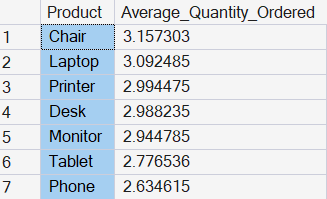 Product Average_Quantity_Ordered
1 Chair 3.157303
2 Laptop 3.092485
3 Printer 2.994475
4 Desk 2.988235
5 Monitor 2.944785
6 Tablet 2.776536
7 Phone 2.634615